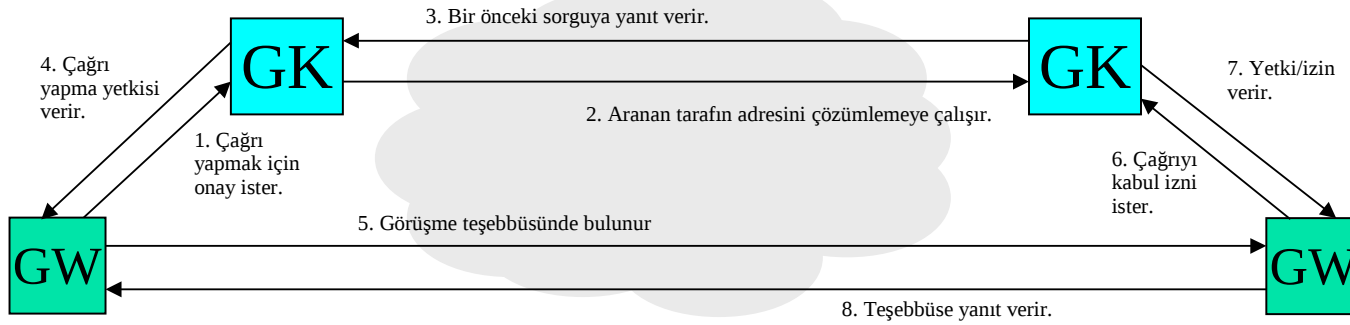 3. Bir önceki sorguya yanıt verir.
GK
GK
4. Çağrı
yapma yetkisi
verir.
7. Yetki/izin
verir.
2. Aranan tarafın adresini çözümlemeye çalışır.
1. Çağrı
yapmak için
onay ister.
6. Çağrıyı
kabul izni
ister.
5. Görüşme teşebbüsünde bulunur
GW
GW
8. Teşebbüse yanıt verir.